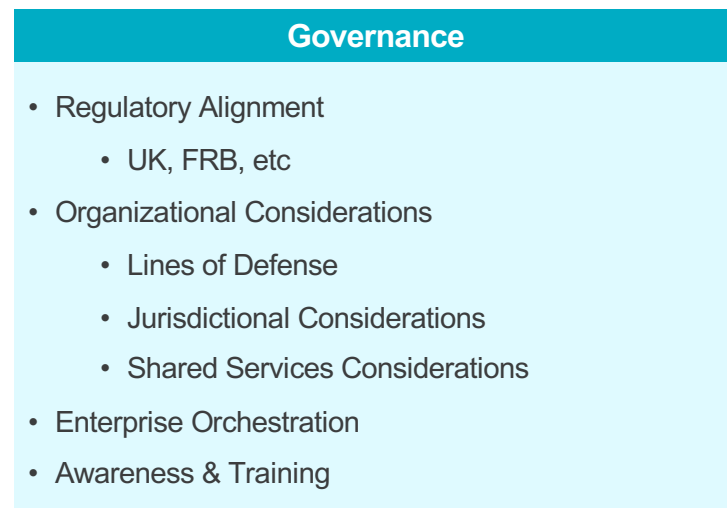 Governance
• Regulatory Alignment
• UK, FRB, etc
• Organizational Considerations
• Lines of Defense
• Jurisdictional Considerations
• Shared Services Considerations
• Enterprise Orchestration
• Awareness & Training